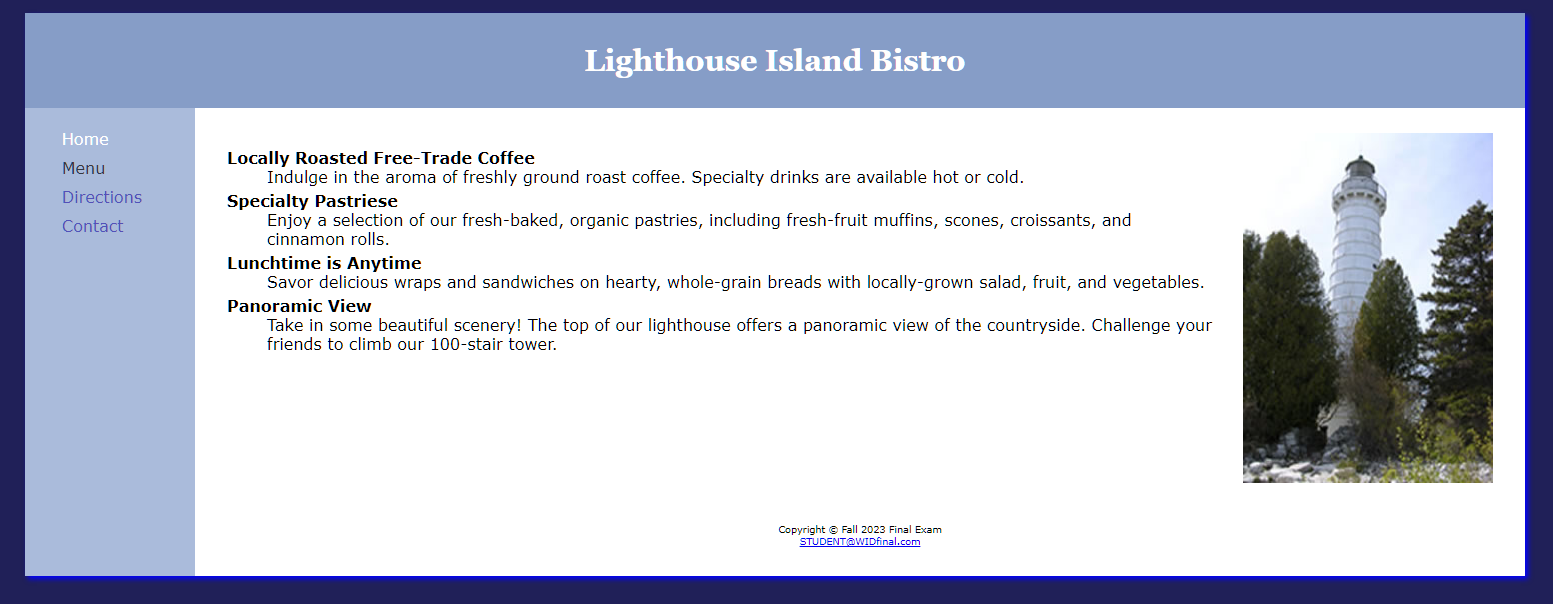 Lighthouse Island Bistro
Home
Menu
Directions
Contact
Locally Roasted Free-Trade Coffee
Indulge in the aroma of freshly ground roast coffee. Specialty drinks are available hot or cold.
Specialty Pastriese
Enjoy a selection of our fresh-baked, organic pastries, including fresh-fruit muffins, scones, croissants, and
cinnamon rolls.
Lunchtime is Anytime
Savor delicious wraps and sandwiches on hearty, whole-grain breads with locally-grown salad, fruit, and vegetables.
Panoramic View
Take in some beautiful scenery! The top of our lighthouse offers a panoramic view of the countryside. Challenge your
friends to climb our 100-stair tower.
Copyright © Fall 2023 Final Exam
STUDENT@WIDfinal.com